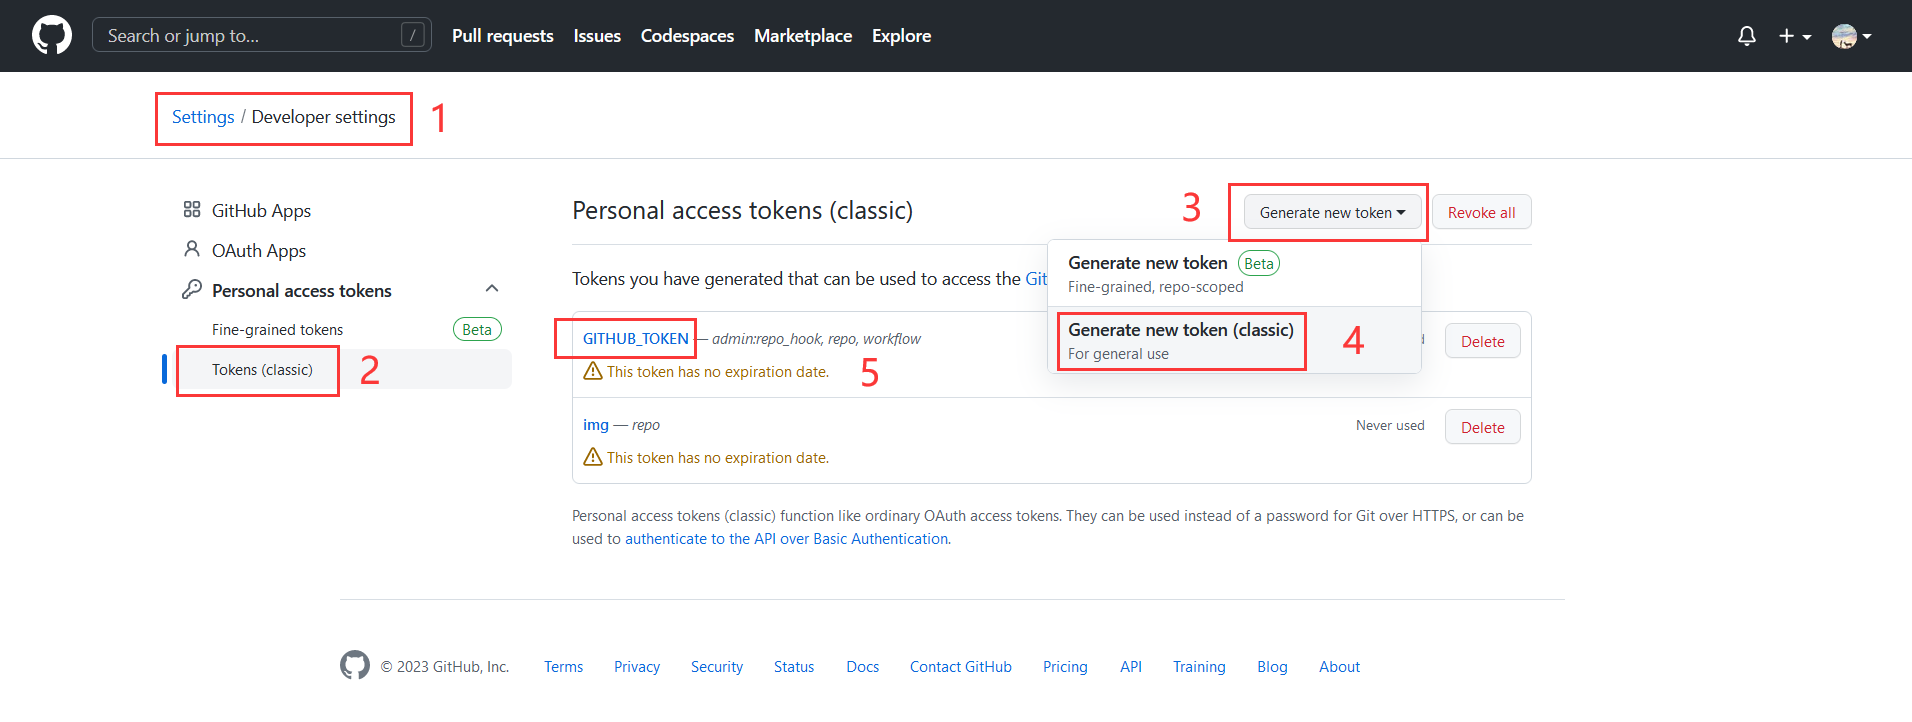 Search or jump to... / Pull requests Issues Codespaces Marketplace Explore
Settings / Developer settings 1
GitHub Apps
OAuth Apps
Personal access tokens
Fine-grained tokens Beta
Tokens (classic) 2
Personal access tokens (classic) 3 Generate new token Revoke all
Generate new token Beta
Fine-grained, repo-scoped
Generate new token (classic) 4
For general use
Tokens you have generated that can be used to access the Git
GITHUB_TOKEN — admin:repo_hook, repo, workflow Delete
This token has no expiration date. 5
img — repo Never used Delete
This token has no expiration date.
Personal access tokens (classic) function like ordinary OAuth access tokens. They can be used instead of a password for Git over HTTPS, or can be
used to authenticate to the API over Basic Authentication.
© 2023 GitHub, Inc. Terms Privacy Security Status Docs Contact GitHub Pricing API Training Blog About